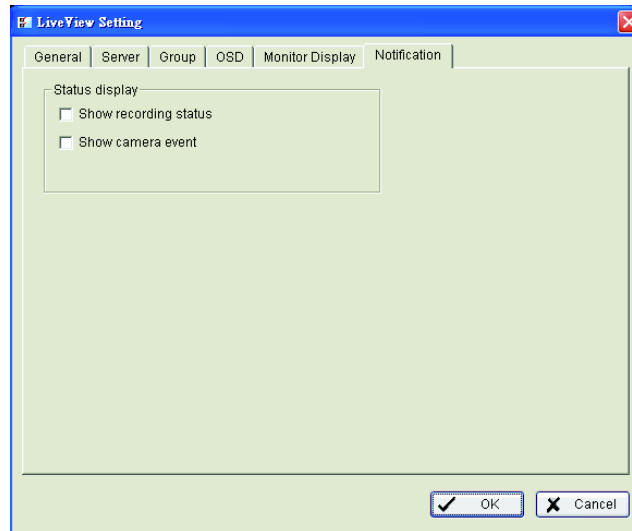 LiveView Setting
General Server Group OSD Monitor Display Notification
Status display
Show recording status
Show camera event
OK Cancel